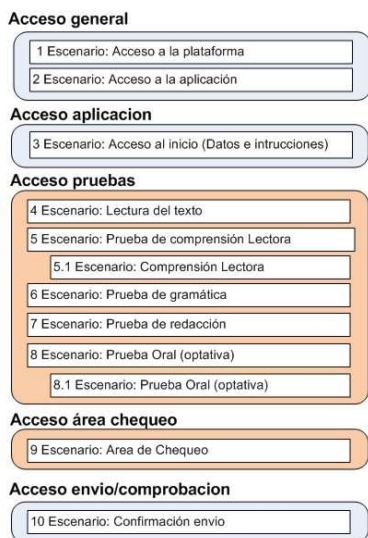 Acceso general
1 Escenario: Acceso a la plataforma
2 Escenario: Acceso a la aplicación
Acceso aplicacion
3 Escenario: Acceso al inicio (Datos e intrucciones)
Acceso pruebas
4 Escenario: Lectura del texto
5 Escenario: Prueba de comprensión Lectora
5.1 Escenario: Comprensión Lectora
6 Escenario: Prueba de gramática
7 Escenario: Prueba de redacción
8 Escenario: Prueba Oral (optativa)
8.1 Escenario: Prueba Oral (optativa)
Acceso área chequeo
9 Escenario: Area de Chequeo
Acceso envio/comprobacion
10 Escenario: Confirmación envio